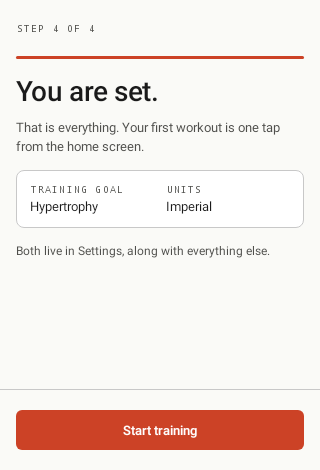 STEP 4 OF 4
You are set.
That is everything. Your first workout is one tap
from the home screen.
TRAINING GOAL
Hypertrophy
UNITS
Imperial
Both live in Settings, along with everything else.
Start training